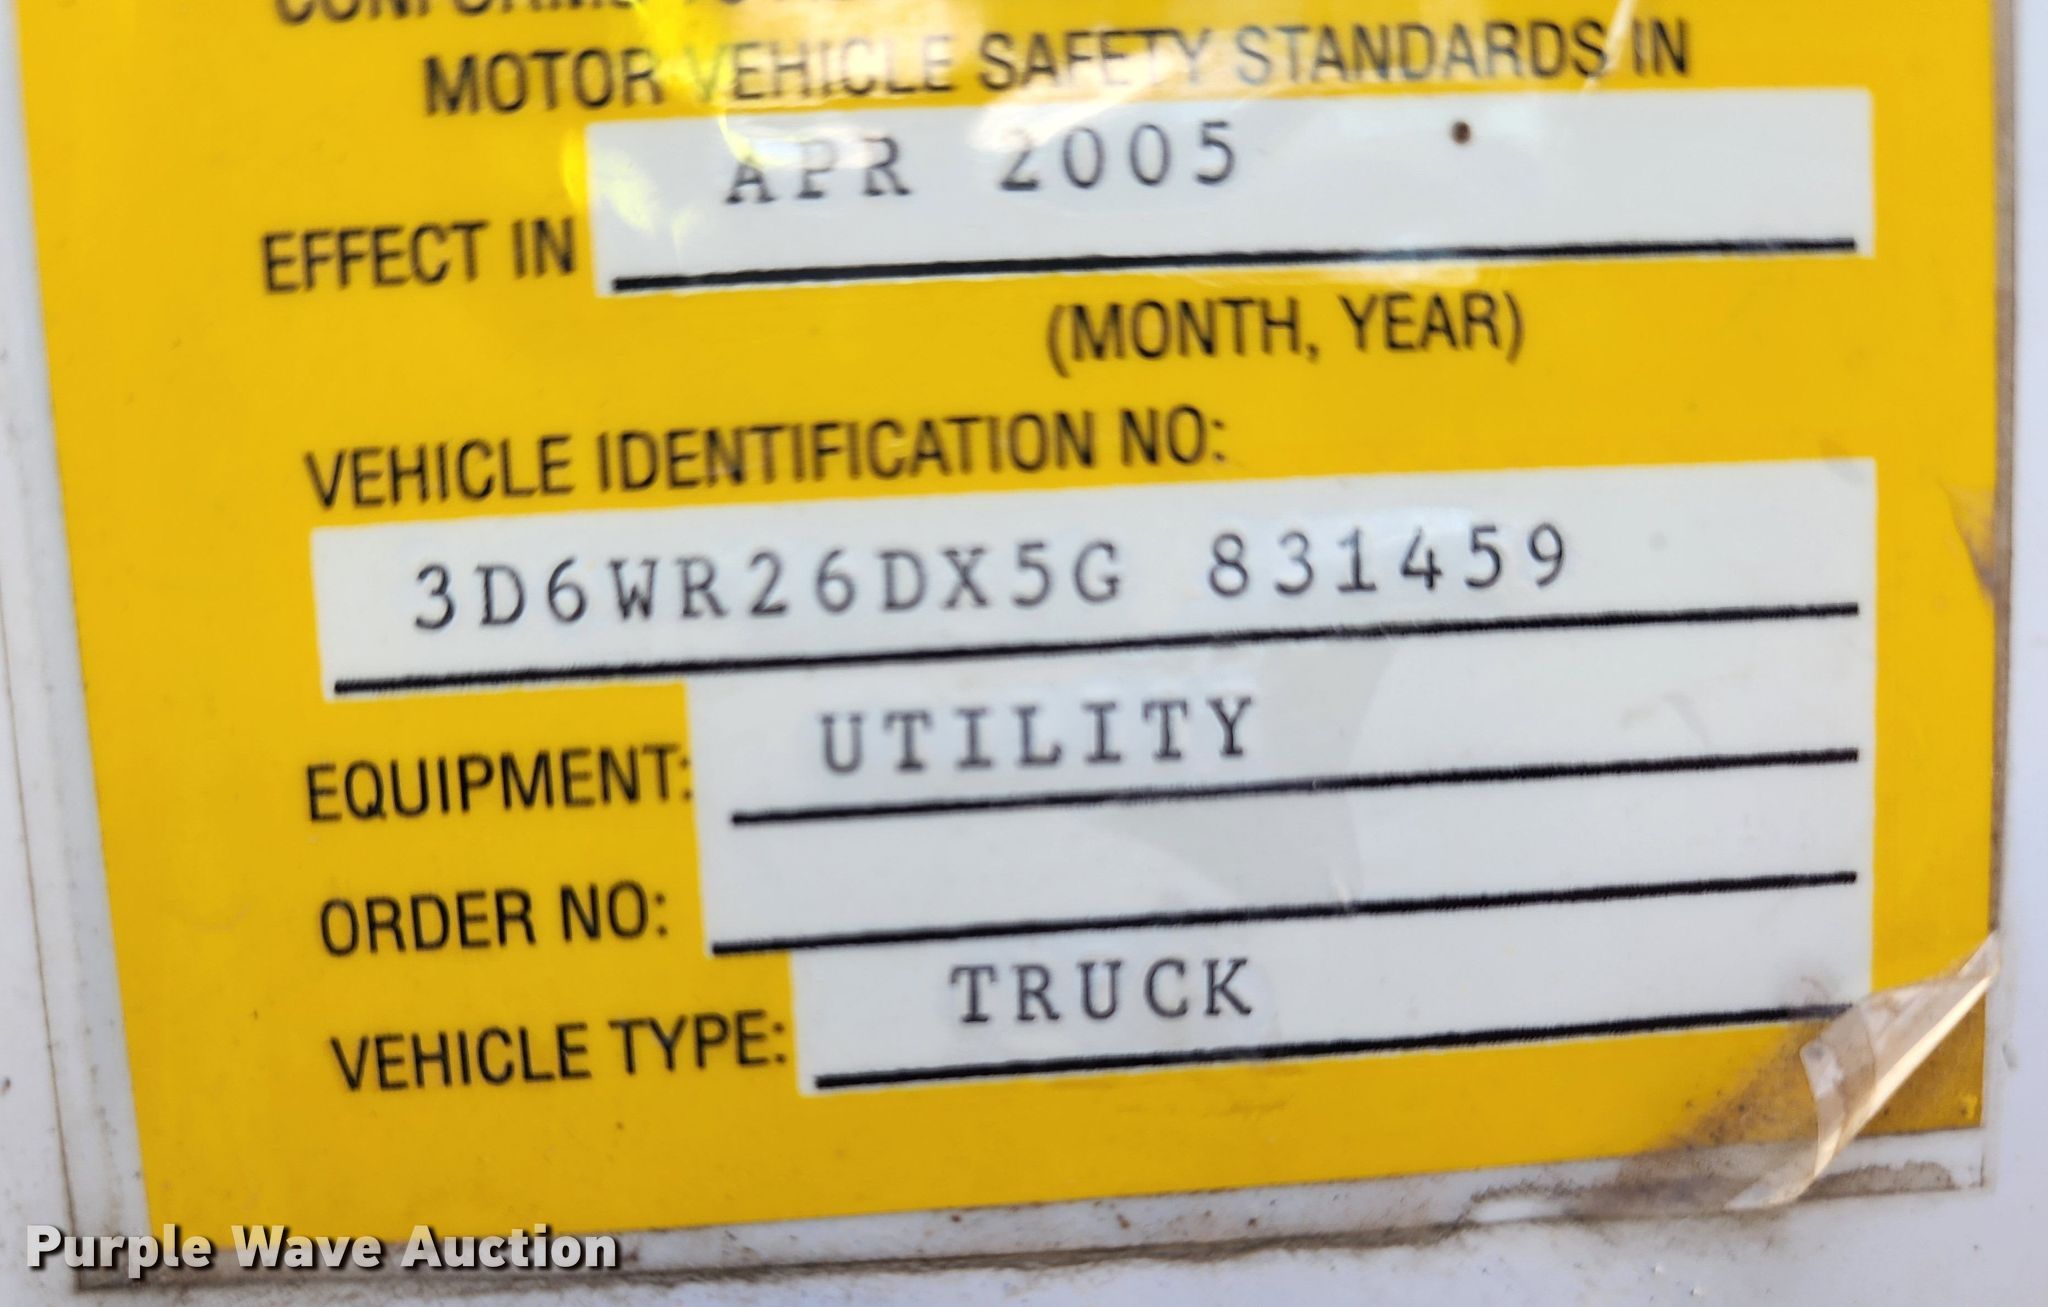 MOTOR VEHICLE SAFETY STANDARDS IN
APR 2005
EFFECT IN
(MONTH, YEAR)
VEHICLE IDENTIFICATION NO:
3D6WR26DX5G 831459
EQUIPMENT: UTILITY
ORDER NO:
VEHICLE TYPE: TRUCK
Purple Wave Auction